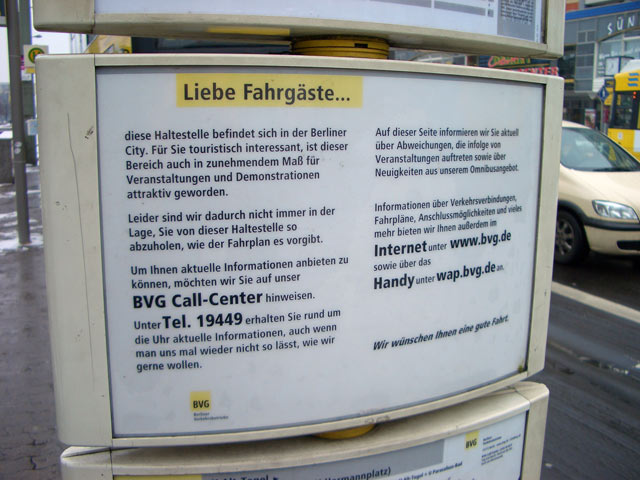 Liebe Fahrgäste...
diese Haltestelle befindet sich in der Berliner
City. Für Sie touristisch interessant, ist dieser
Bereich auch in zunehmendem Maß für
Veranstaltungen und Demonstrationen
attraktiv geworden.
Leider sind wir dadurch nicht immer in der
Lage, Sie von dieser Haltestelle so
abzuholen, wie der Fahrplan es vorgibt.
Um Ihnen aktuelle Informationen anbieten zu
können, möchten wir Sie auf unser
BVG Call-Center hinweisen.
Unter Tel. 19449 erhalten Sie rund um
die Uhr aktuelle Informationen, auch wenn
man uns mal wieder nicht so lässt, wie wir
gerne wollen.
BVG
Berliner
Verkehrsbetriebe
Auf dieser Seite informieren wir Sie aktuell
über Abweichungen, die infolge von
Veranstaltungen auftreten sowie über
Neuigkeiten aus unserem Omnibusangebot.
Informationen über Verkehrsverbindungen,
Fahrpläne, Anschlussmöglichkeiten und vieles
mehr bieten wir Ihnen außerdem im
Internet unter www.bvg.de
sowie über das
Handy unter wap.bvg.de an.
Wir wünschen Ihnen eine gute Fahrt.
BVG
SÜN